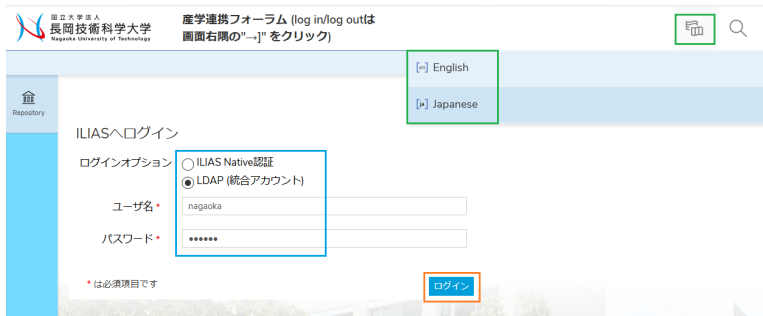 国立大学法人
長岡技術科学大学
Nagaoka University of Technology
産学連携フォーラム (log in/log outは
画面右隅の"→]" をクリック)
[en] English
[ja] Japanese
Repository
ILIASへログイン
ログインオプション
ILIAS Native認証
LDAP (統合アカウント)
ユーザ名 *
nagaoka
パスワード *
••••••
* は必須項目です
ログイン